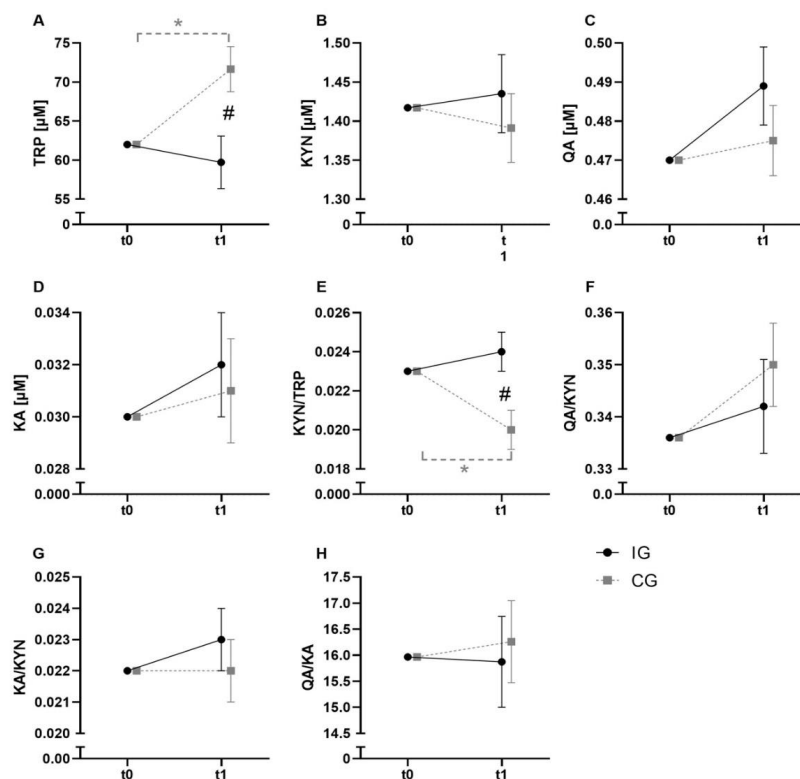 A
TRP [µM]
75
70
65
60
55
0
t0
t1
*
#
B
KYN [µM]
1.50
1.45
1.40
1.35
1.30
0
t0
t
1
C
QA [µM]
0.50
0.49
0.48
0.47
0.46
0.0
t0
t1
D
KA [µM]
0.034
0.032
0.030
0.028
0.000
t0
t1
E
KYN/TRP
0.026
0.024
0.022
0.020
0.018
0.000
t0
t1
#
*
F
QA/KYN
0.36
0.35
0.34
0.33
0.0
t0
t1
G
KA/KYN
0.025
0.024
0.023
0.022
0.021
0.020
0.00
t0
t1
H
QA/KA
17.5
17.0
16.5
16.0
15.5
15.0
14.5
0
t0
t1
IG
CG